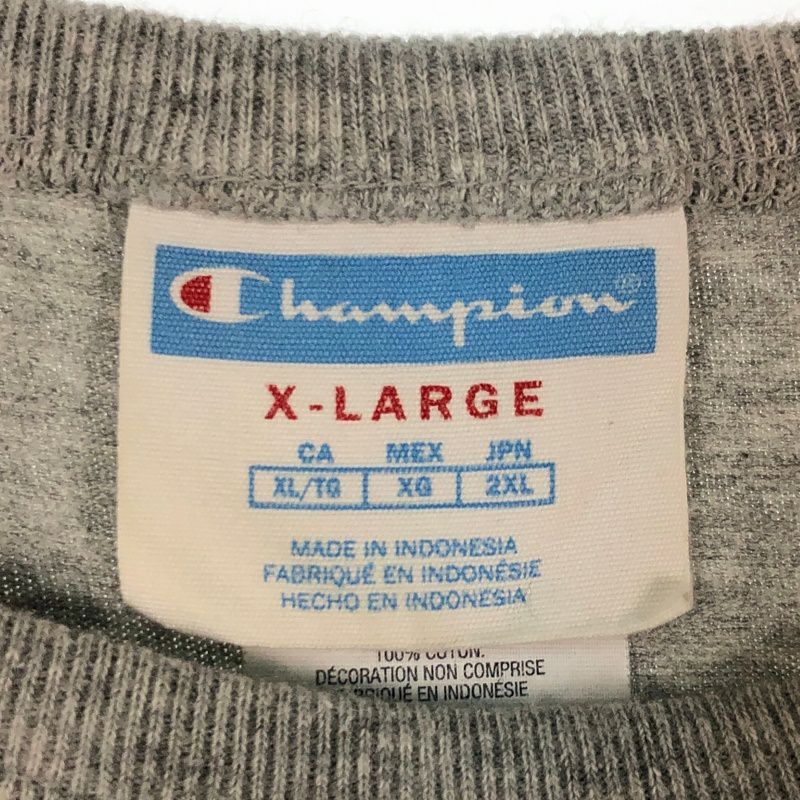 Champion®
X-LARGE
CA MEX JPN
XL/TG XG 2XL
MADE IN INDONESIA
FABRIQUÉ EN INDONÉSIE
HECHO EN INDONESIA
100% COTON.
DÉCORATION NON COMPRISE
FABRIQUÉ EN INDONÉSIE